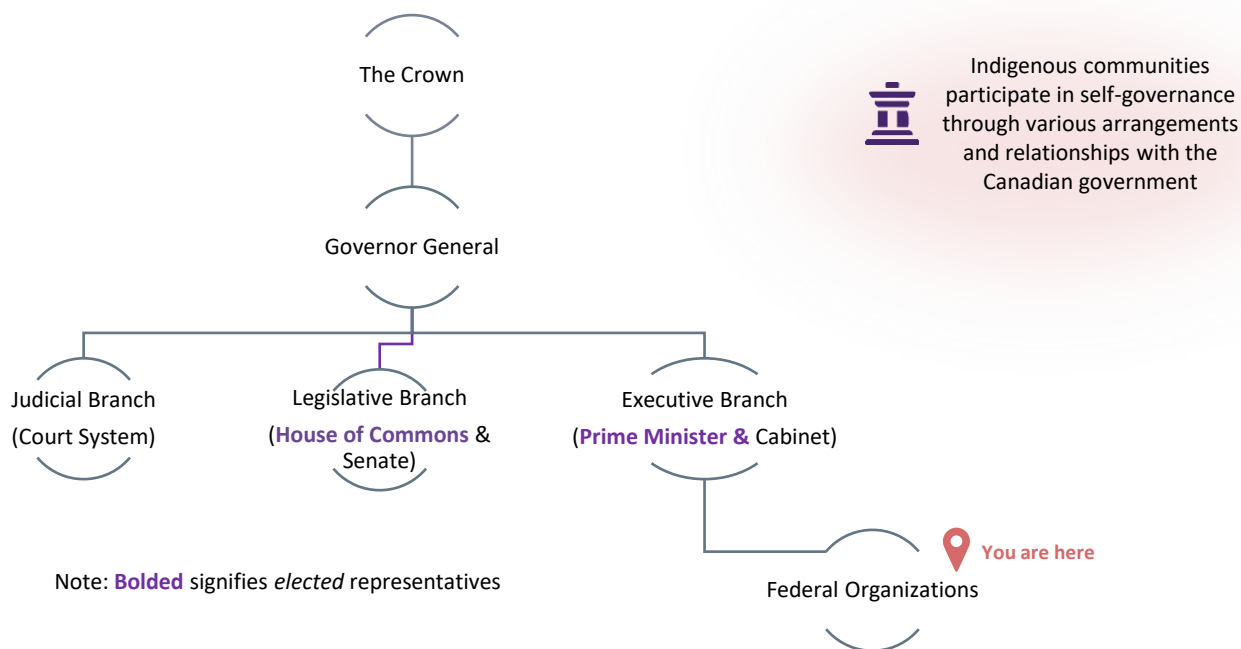 The Crown
Indigenous communities
participate in self-governance
through various arrangements
and relationships with the
Canadian government
Governor General
Judicial Branch
(Court System)
Legislative Branch
(House of Commons &
Senate)
Executive Branch
(Prime Minister & Cabinet)
You are here
Federal Organizations
Note: Bolded signifies elected representatives